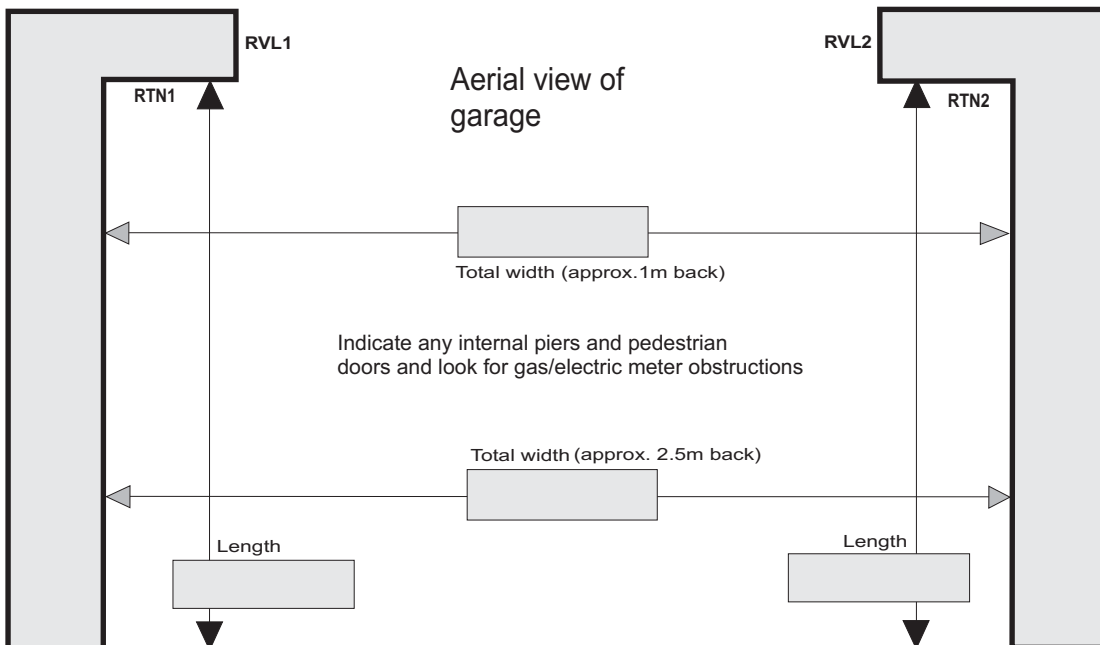 RVL1
RVL2
Aerial view of
garage
RTN1
RTN2
Total width (approx.1m back)
Indicate any internal piers and pedestrian
doors and look for gas/electric meter obstructions
Total width (approx. 2.5m back)
Length
Length